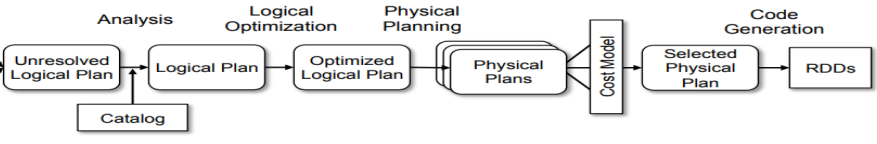 Analysis
Logical
Optimization
Physical
Planning
Code
Generation
Unresolved
Logical Plan
Logical Plan
Optimized
Logical Plan
Physical
Plans
Cost Model
Selected
Physical
Plan
RDDs
Catalog